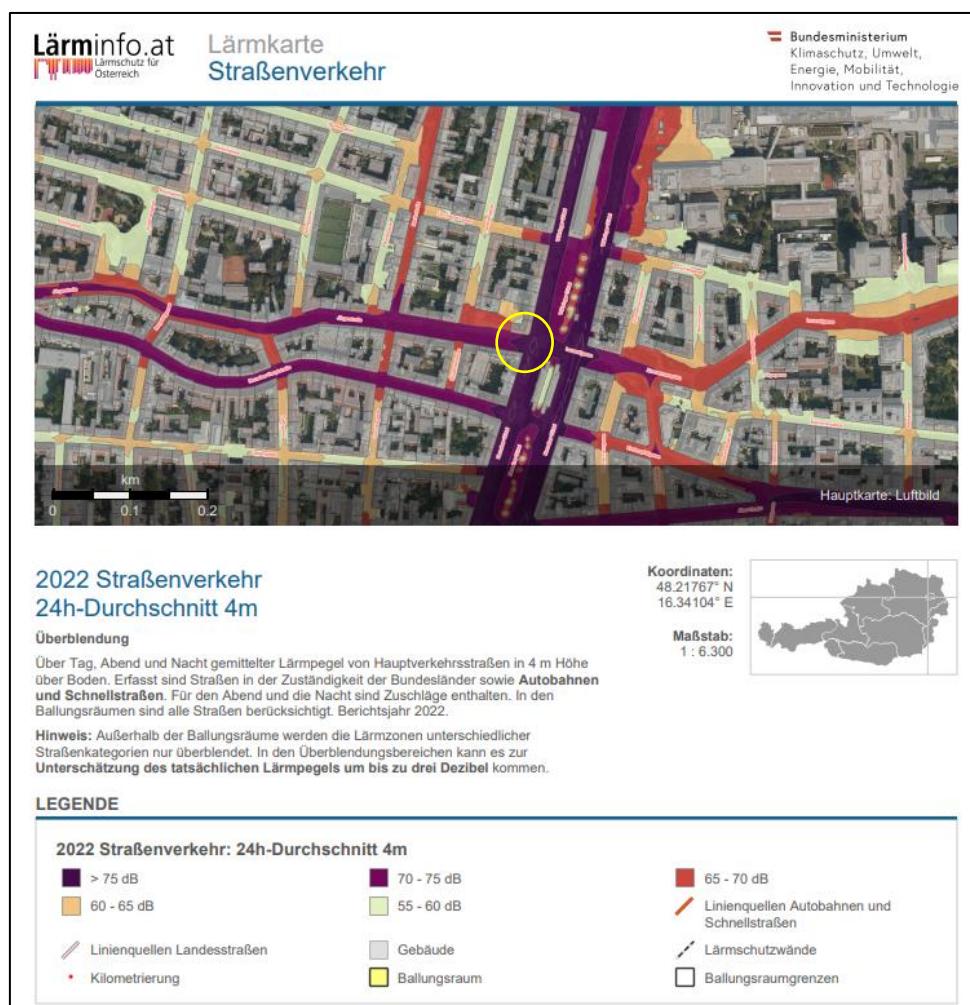 Lärminfo.at
Lärmschutz für
Österreich
Lärmkarte
Straßenverkehr
Bundesministerium
Klimaschutz, Umwelt,
Energie, Mobilität,
Innovation und Technologie
km
0 0.1 0.2
Hauptkarte: Luftbild
2022 Straßenverkehr
24h-Durchschnitt 4m
Koordinaten:
48.21767° N
16.34104° E
Maßstab:
1 : 6.300
Überblendung
Über Tag, Abend und Nacht gemittelter Lärmpegel von Hauptverkehrsstraßen in 4 m Höhe
über Boden. Erfasst sind Straßen in der Zuständigkeit der Bundesländer sowie Autobahnen
und Schnellstraßen. Für den Abend und die Nacht sind Zuschläge enthalten. In den
Ballungsräumen sind alle Straßen berücksichtigt. Berichtsjahr 2022.
Hinweis: Außerhalb der Ballungsräume werden die Lärmzonen unterschiedlicher
Straßenkategorien nur überblendet. In den Überblendungsbereichen kann es zur
Unterschätzung des tatsächlichen Lärmpegels um bis zu drei Dezibel kommen.
LEGENDE
2022 Straßenverkehr: 24h-Durchschnitt 4m
> 75 dB
70 - 75 dB
65 - 70 dB
60 - 65 dB
55 - 60 dB
Linienquellen Autobahnen und
Schnellstraßen
Linienquellen Landesstraßen
Gebäude
Lärmschutzwände
Kilometrierung
Ballungsraum
Ballungsraumgrenzen